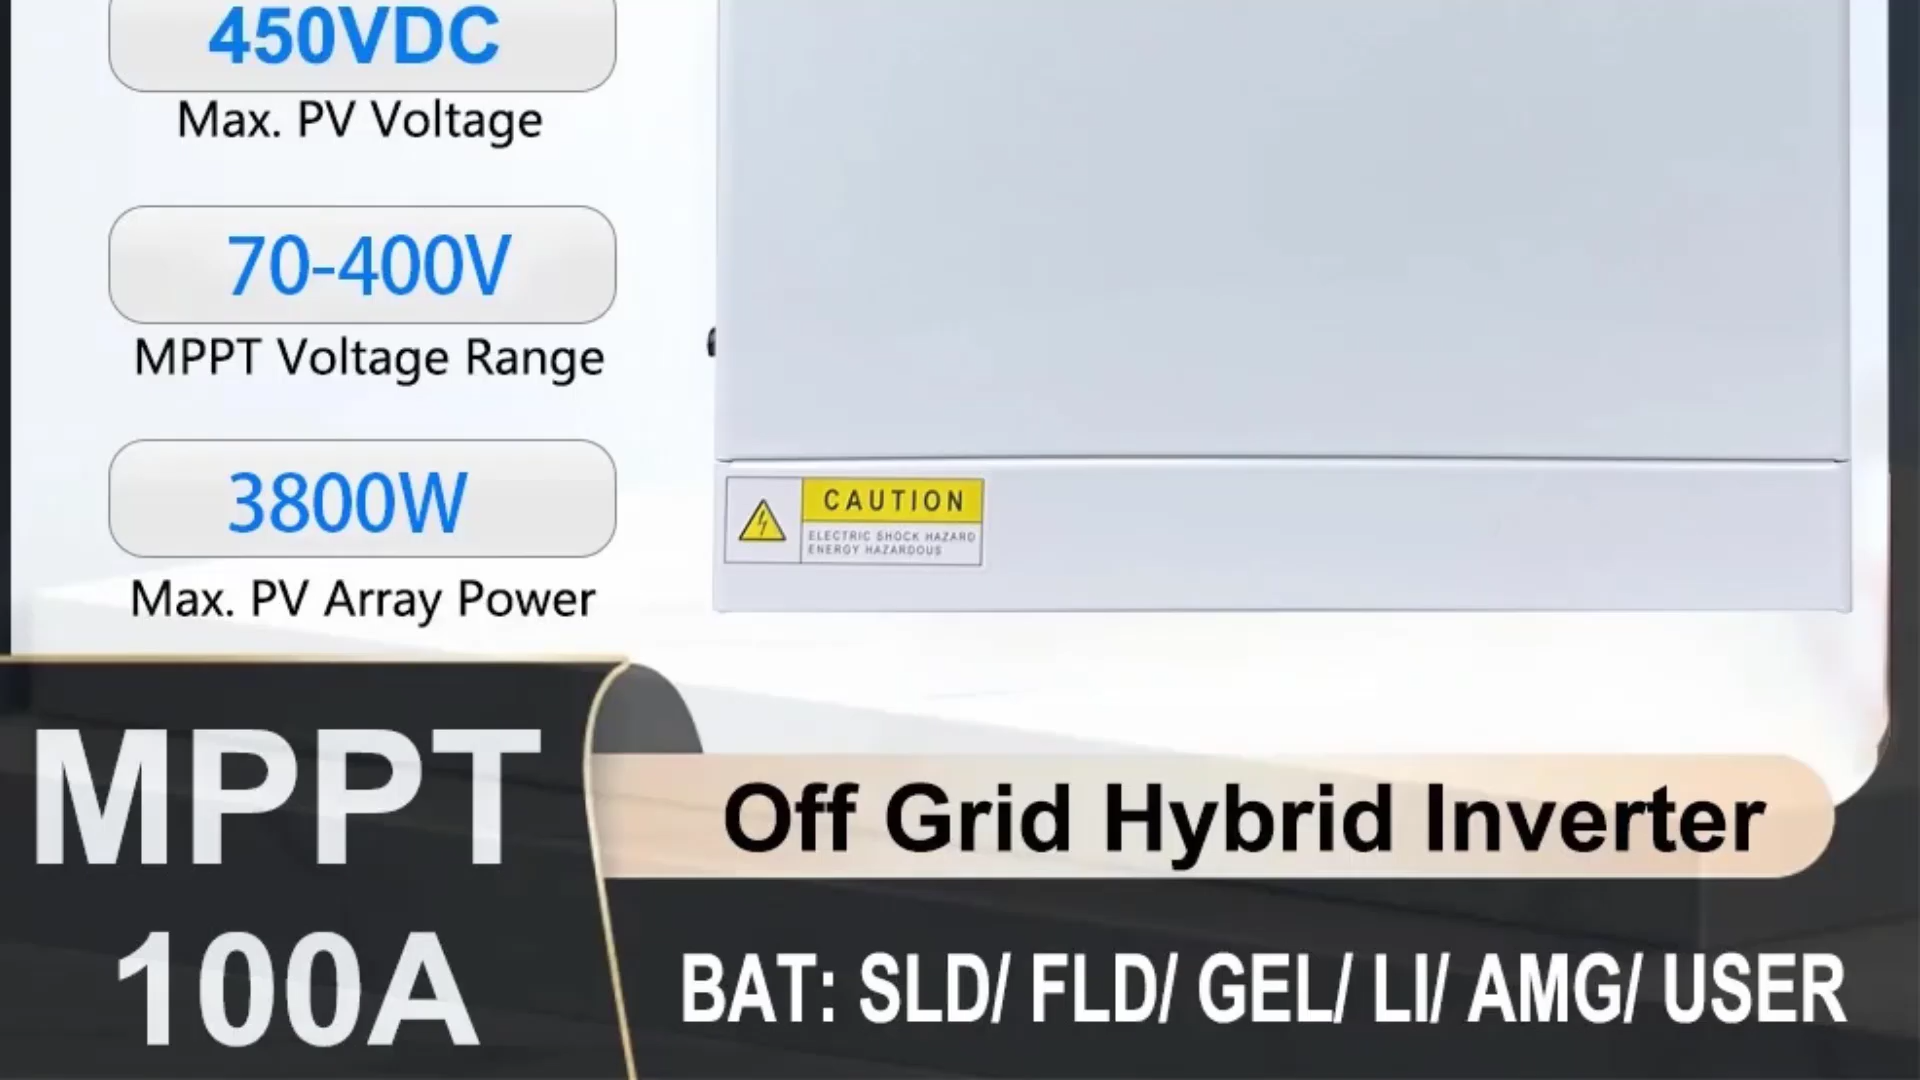 450VDC
Max. PV Voltage
70-400V
MPPT Voltage Range
3800W
Max. PV Array Power
CAUTION
ELECTRIC SHOCK HAZARD
ENERGY HAZARDOUS
MPPT
100A
Off Grid Hybrid Inverter
BAT: SLD/ FLD/ GEL/ LI/ AMG/ USER